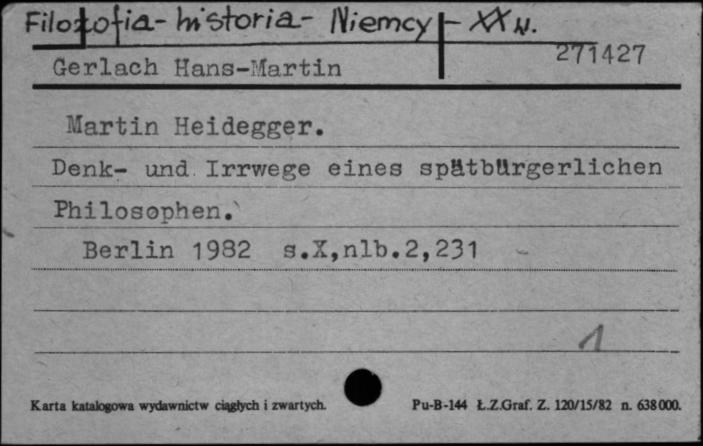 Filozofia - historia - Niemcy - XX w.
Gerlach Hans-Martin 271427
Martin Heidegger.
Denk- und Irrwege eines spätbürgerlichen
Philosophen.
Berlin 1982 s.X,nlb.2,231
1
Karta katalogowa wydawnictw ciągłych i zwartych. Pu-B-144 Ł.Z.Graf. Z. 120/15/82 n. 638000.